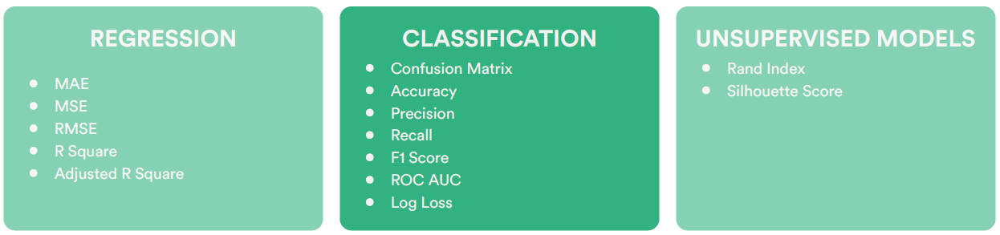 REGRESSION
MAE
MSE
RMSE
R Square
Adjusted R Square
CLASSIFICATION
Confusion Matrix
Accuracy
Precision
Recall
F1 Score
ROC AUC
Log Loss
UNSUPERVISED MODELS
Rand Index
Silhouette Score